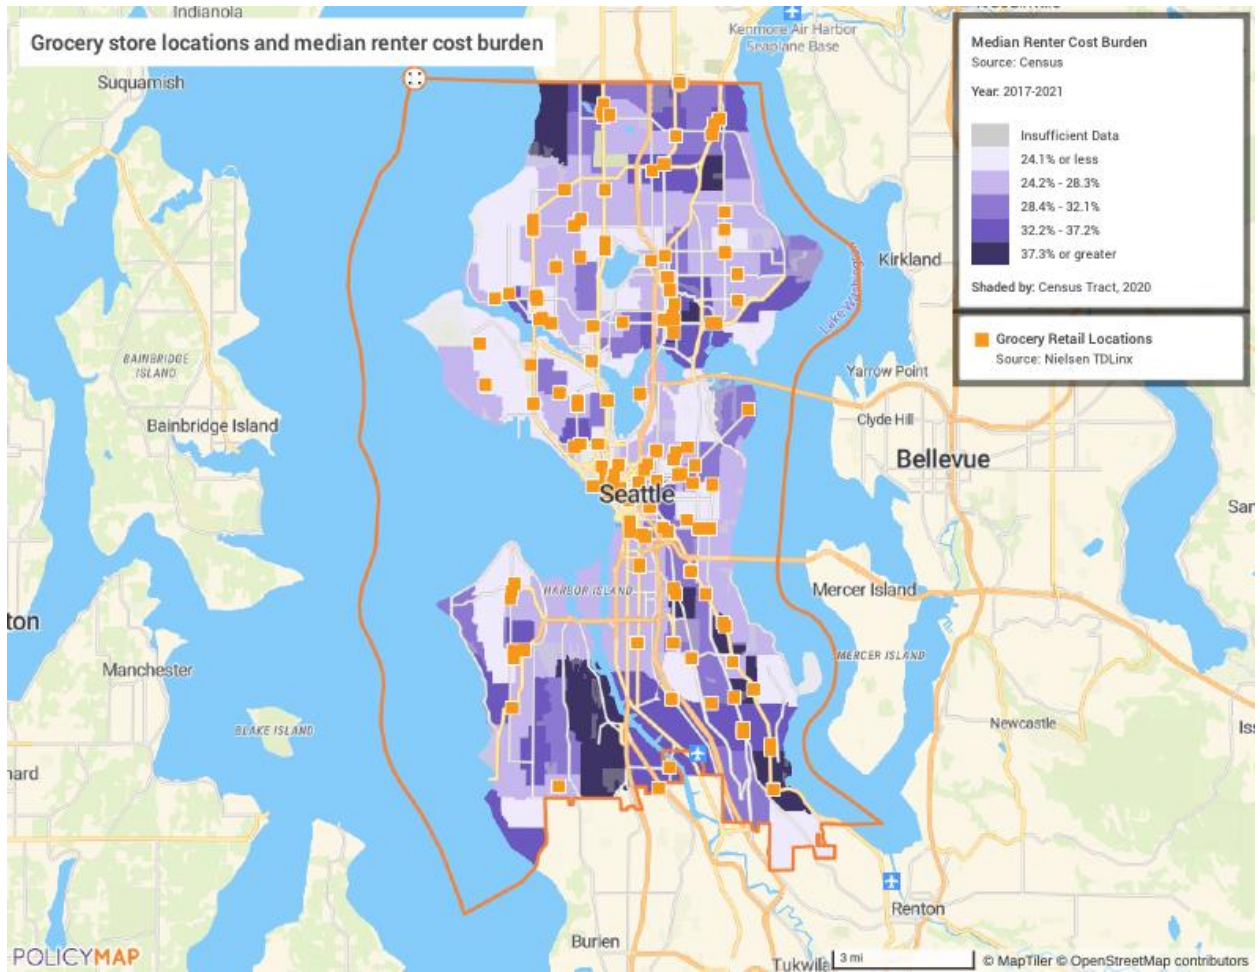 Indianola
Grocery store locations and median renter cost burden
Kenmore Air Harbor
Seaplane Base
Suquamish
Median Renter Cost Burden
Source: Census
Year: 2017-2021
Insufficient Data
24.1% or less
24.2% - 28.3%
28.4% - 32.1%
32.2% - 37.2%
37.3% or greater
Shaded by: Census Tract, 2020
Grocery Retail Locations
Source: Nielsen TDLinx
Kirkland
Lake Washington
BAINBRIDGE
ISLAND
Yarrow Point
Bainbridge Island
Clyde Hill
Bellevue
Seattle
Sar
HARBOR ISLAND
Mercer Island
ton
Manchester
MERCER ISLAND
BLAKE ISLAND
Newcastle
Iss
nard
Renton
Burien
POLICYMAP
Tukwila
3 mi
© MapTiler © OpenStreetMap contributors